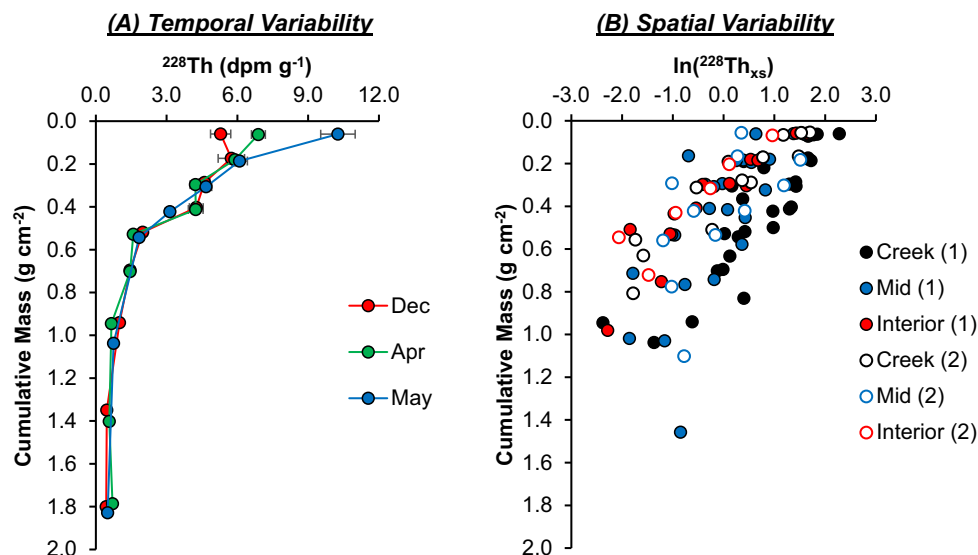 (A) Temporal Variability
²²⁸Th (dpm g⁻¹)
0.0 3.0 6.0 9.0 12.0
0.0
0.2
0.4
0.6
0.8
1.0
1.2
1.4
1.6
1.8
2.0
Cumulative Mass (g cm⁻²)
Dec
Apr
May
(B) Spatial Variability
ln(²²⁸Thₓₛ)
-3.0 -2.0 -1.0 0.0 1.0 2.0 3.0
0.0
0.2
0.4
0.6
0.8
1.0
1.2
1.4
1.6
1.8
2.0
Cumulative Mass (g cm⁻²)
Creek (1)
Mid (1)
Interior (1)
Creek (2)
Mid (2)
Interior (2)